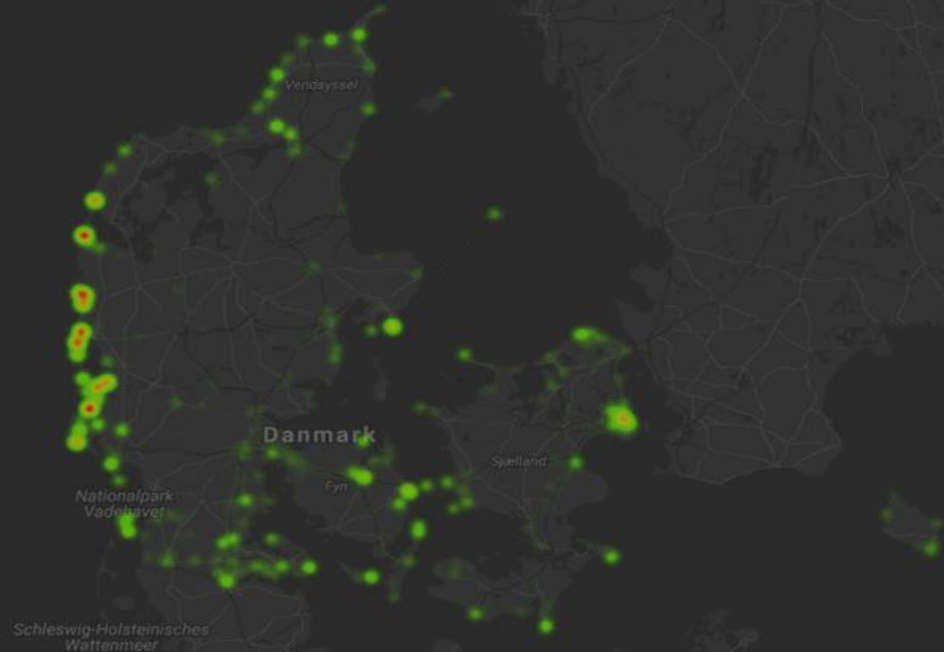 Vendsyssel
Danmark
Sjælland
Fyn
Nationalpark
Vadehavet
Schleswig-Holsteinisches
Wattenmeer